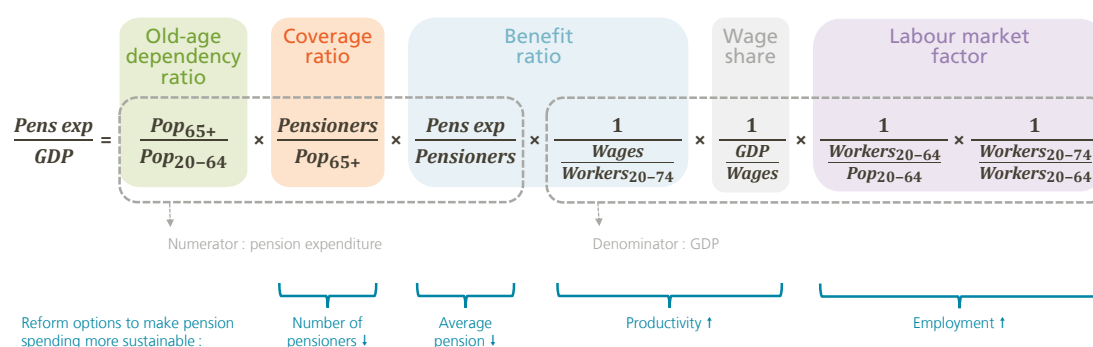 Old-age
dependency
ratio
Coverage
ratio
Benefit
ratio
Wage
share
Labour market
factor
Pens exp / GDP = Pop65+ / Pop20−64 × Pensioners / Pop65+ × Pens exp / Pensioners × 1 / (Wages / Workers20−74) × 1 / (GDP / Wages) × 1 / (Workers20−64 / Pop20−64) × 1 / (Workers20−74 / Workers20−64)
Numerator : pension expenditure
Denominator : GDP
Reform options to make pension
spending more sustainable :
Number of
pensioners ↓
Average
pension ↓
Productivity ↑
Employment ↑